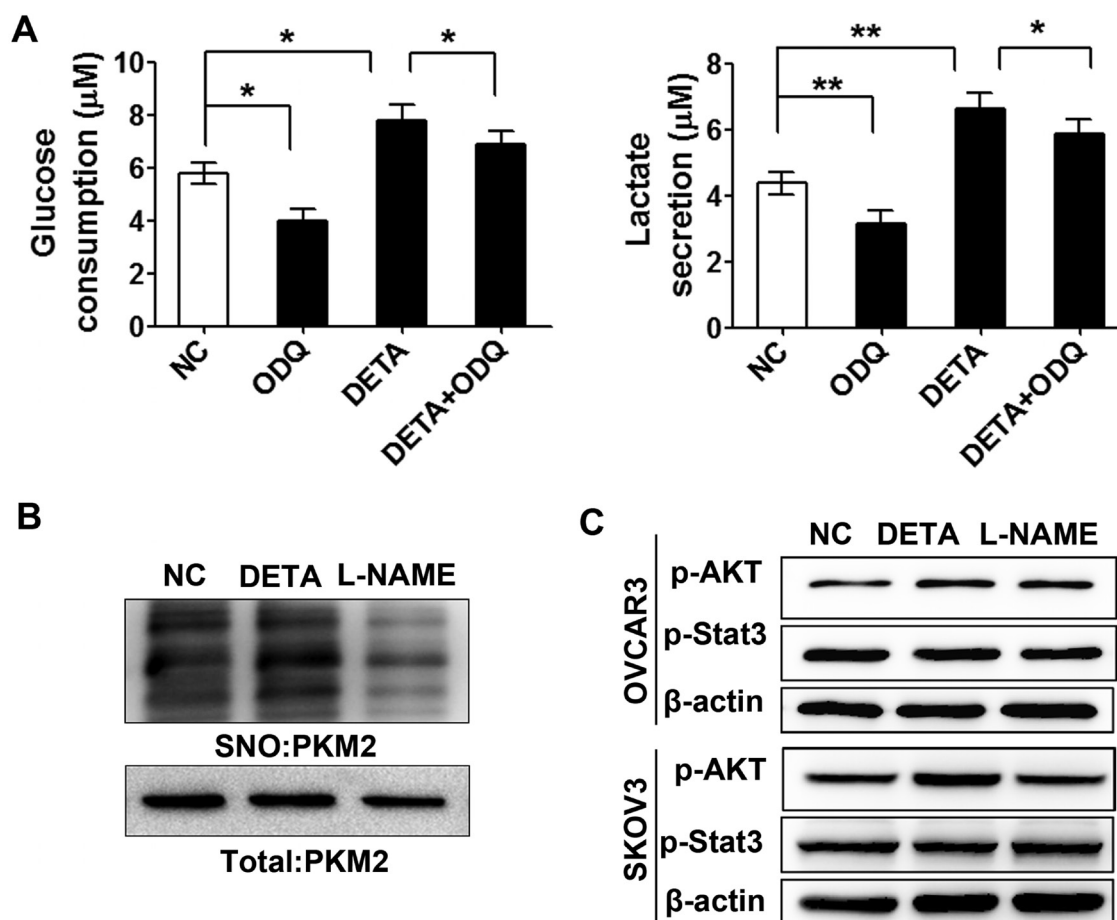 A
Glucose
consumption (μM)
10
8
6
4
2
0
*
*
*
NC
ODQ
DETA
DETA+ODQ
Lactate
secretion (μM)
8
6
4
2
0
**
**
*
NC
ODQ
DETA
DETA+ODQ
B
NC DETA L-NAME
SNO:PKM2
Total:PKM2
C
NC DETA L-NAME
OVCAR3
p-AKT
p-Stat3
β-actin
SKOV3
p-AKT
p-Stat3
β-actin